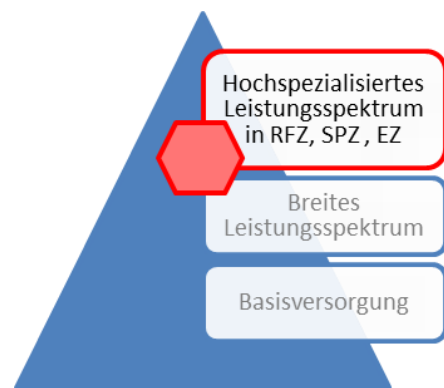 Hochspezialisiertes
Leistungsspektrum
in RFZ, SPZ , EZ
Breites
Leistungsspektrum
Basisversorgung